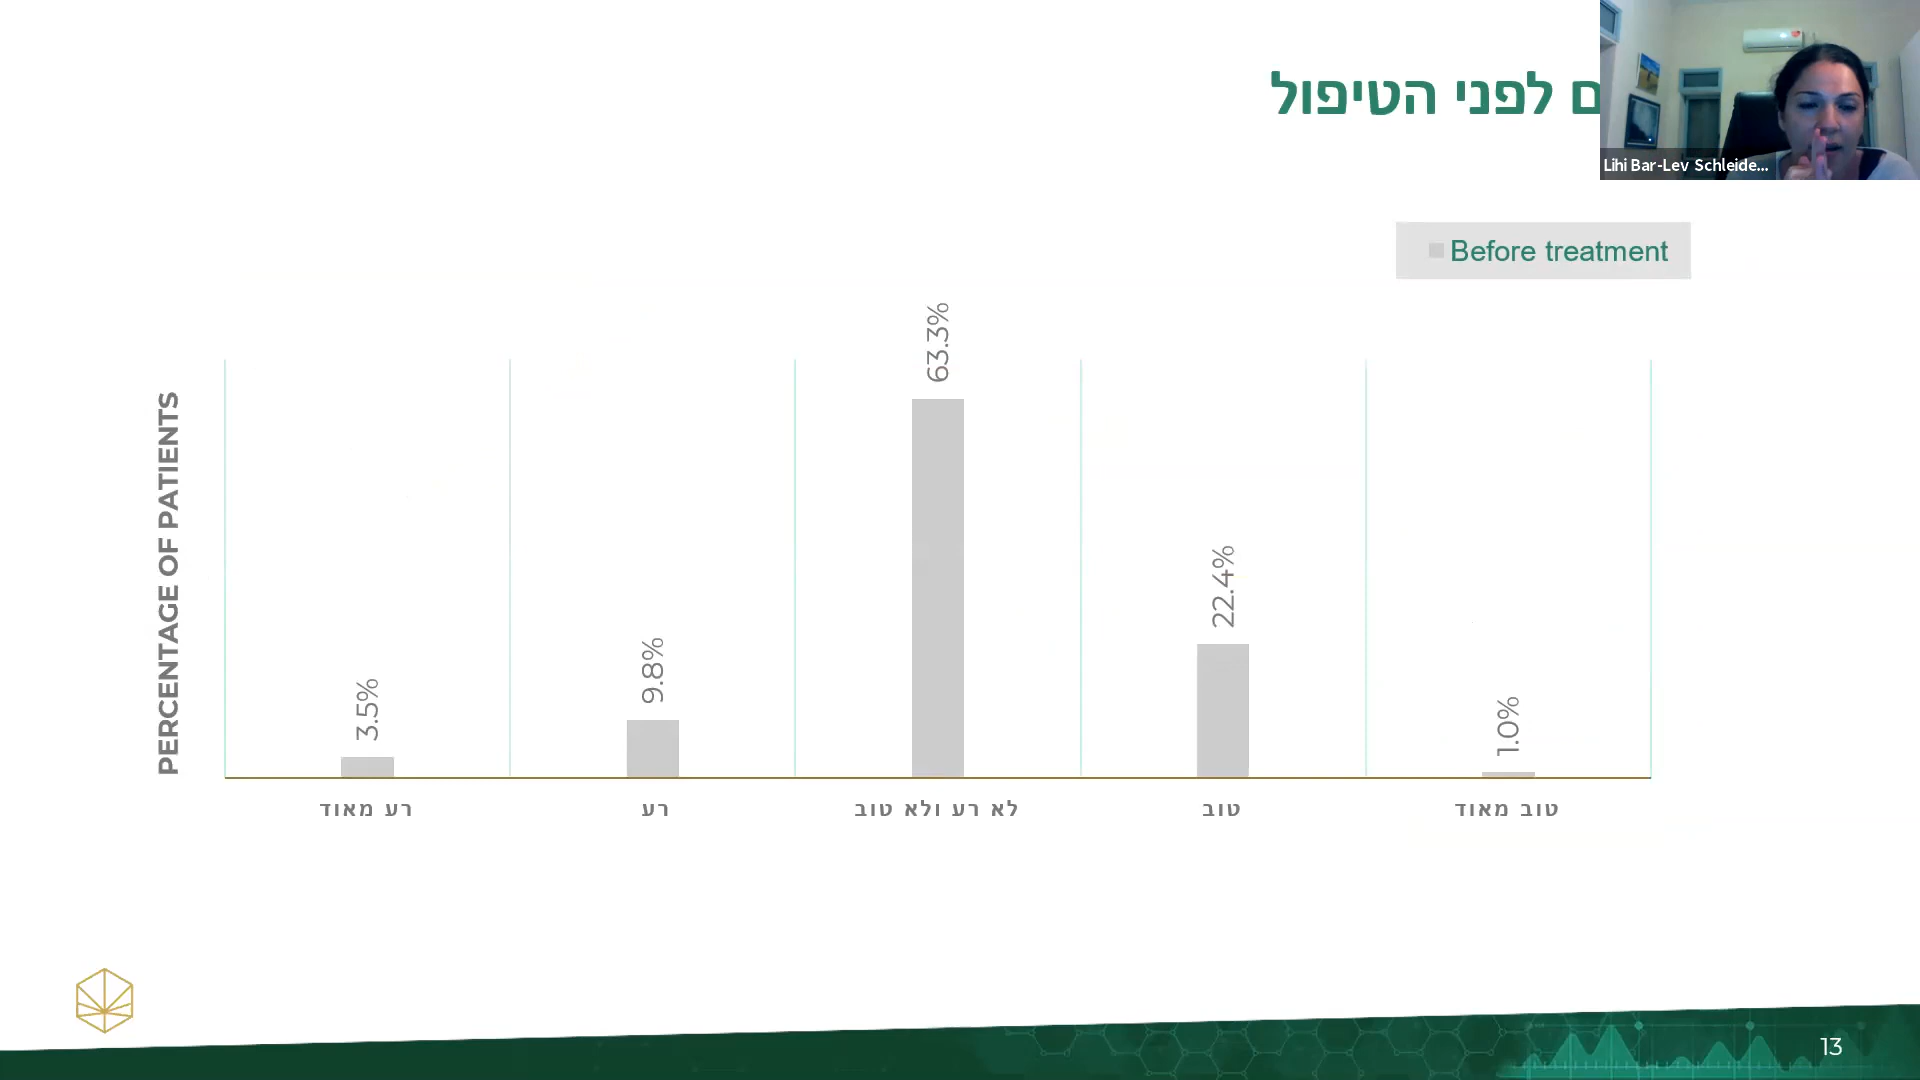 לפני הטיפול
Lihi Bar-Lev Schleide...
Before treatment
PERCENTAGE OF PATIENTS
3.5%
9.8%
63.3%
22.4%
1.0%
רע מאוד
רע
לא רע ולא טוב
טוב
טוב מאוד
13